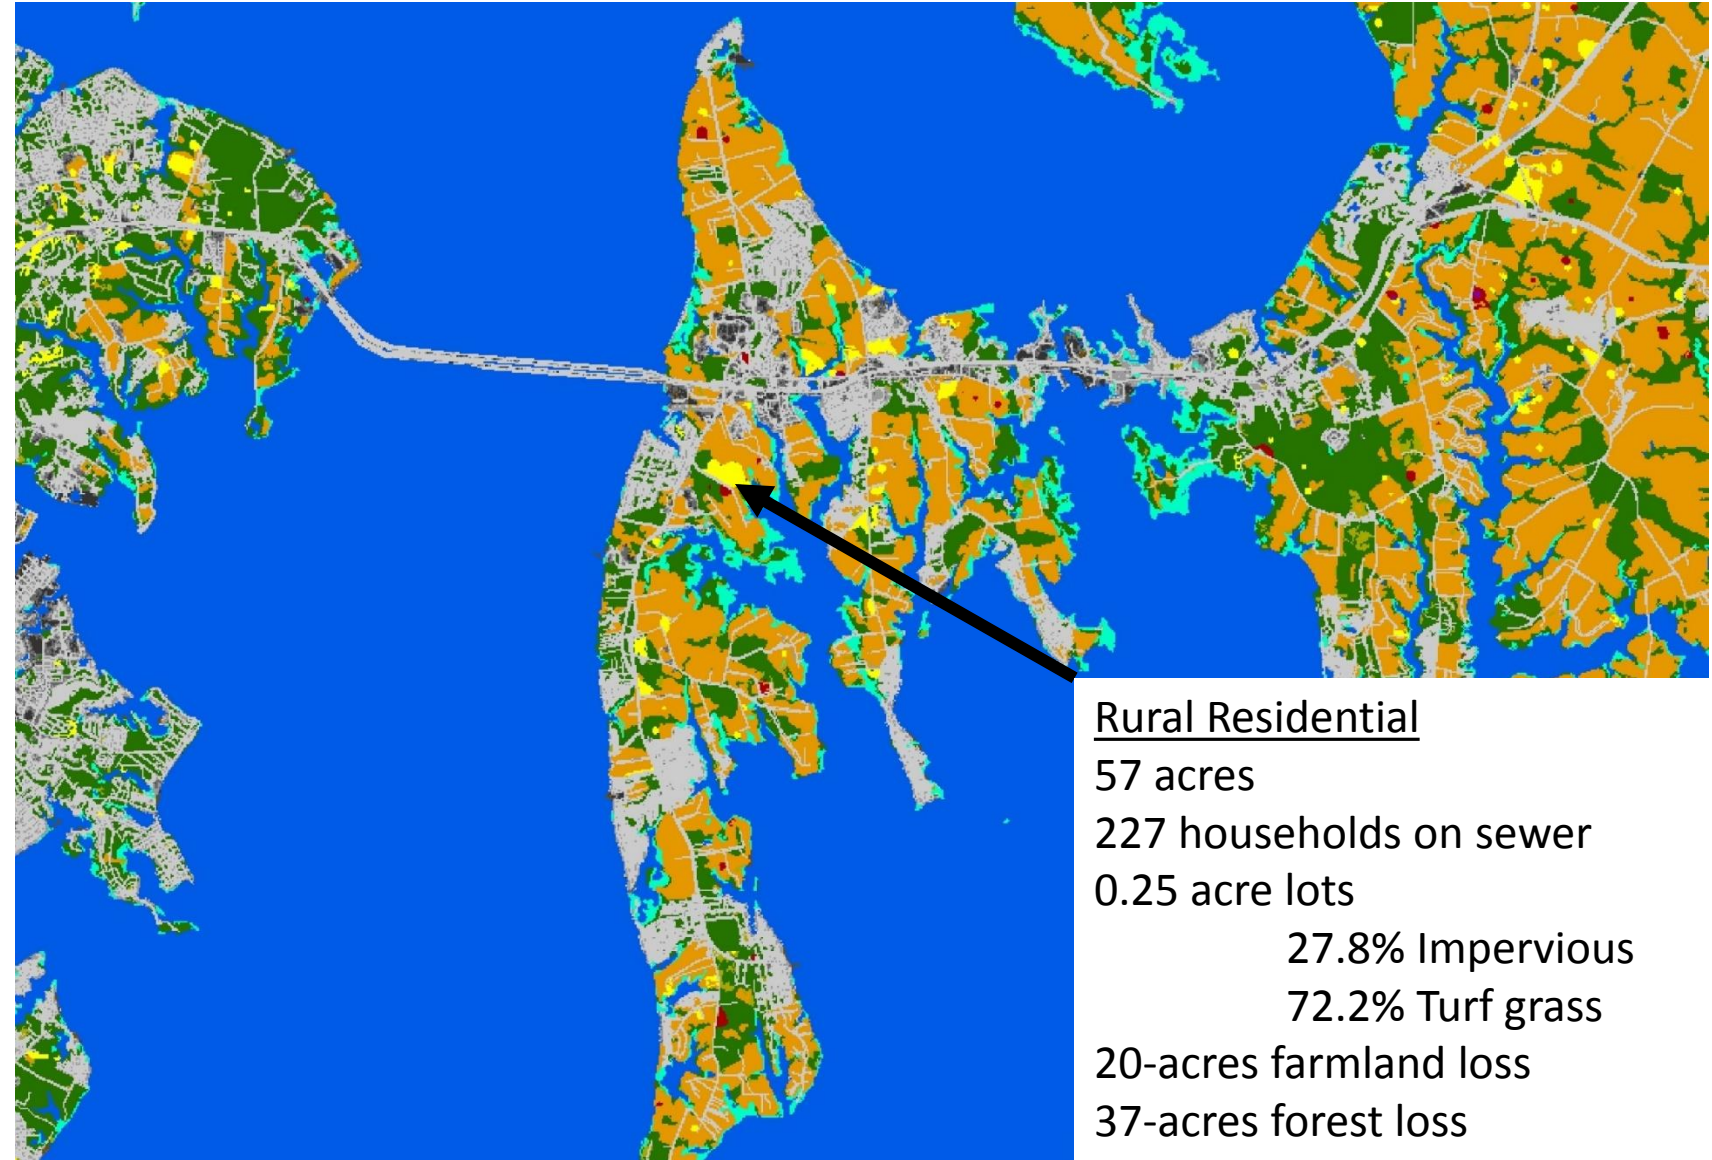 Rural Residential
57 acres
227 households on sewer
0.25 acre lots
27.8% Impervious
72.2% Turf grass
20-acres farmland loss
37-acres forest loss